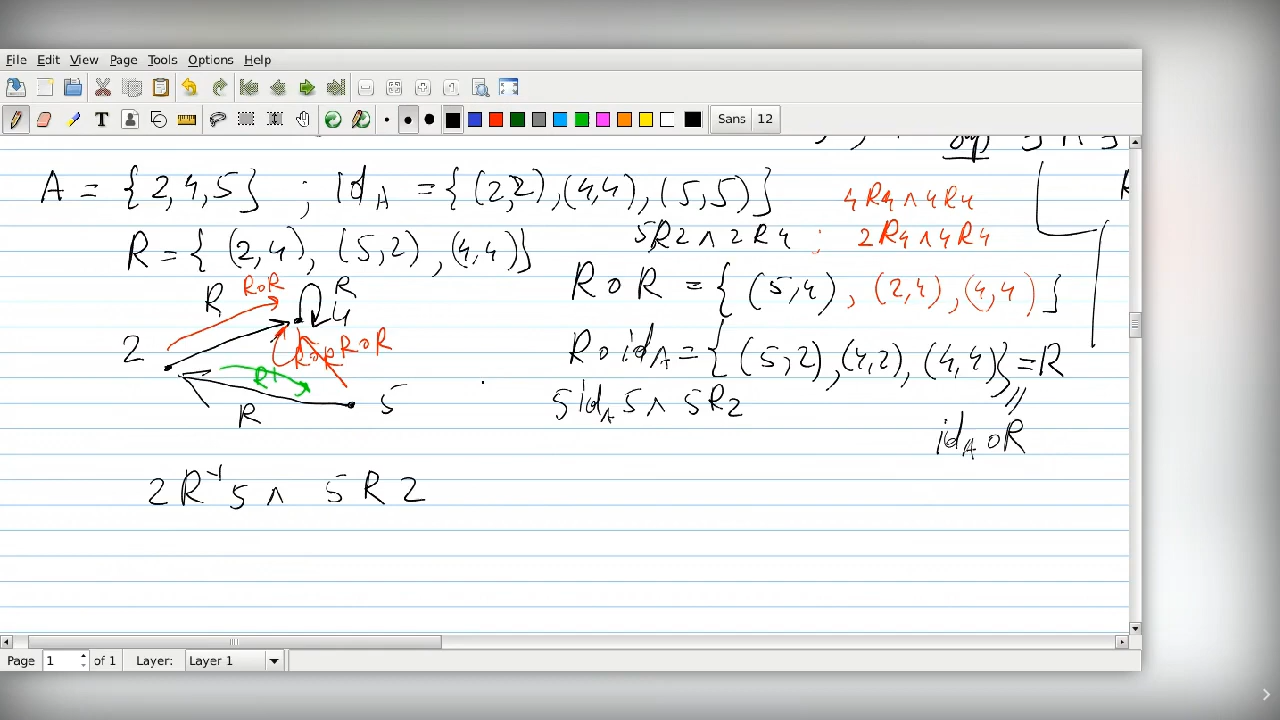 File Edit View Page Tools Options Help
Sans 12
A = {2,4,5} ; id_A = {(2,2),(4,4),(5,5)}
4R4 ∧ 4R4
5R2 ∧ 2R4 ; 2R4 ∧ 4R4
R = {(2,4), (5,2), (4,4)}
R∘R = {(5,4), (2,4),(4,4)}
R R∘R R
4
2
R∘R
R∘id_A = {(5,2),(4,2),(4,4)} = R
R
5
5 id_A 5 ∧ 5R2
id_A∘R
2R⁻¹5 ∧ 5R2
Page 1 of 1 Layer: Layer 1